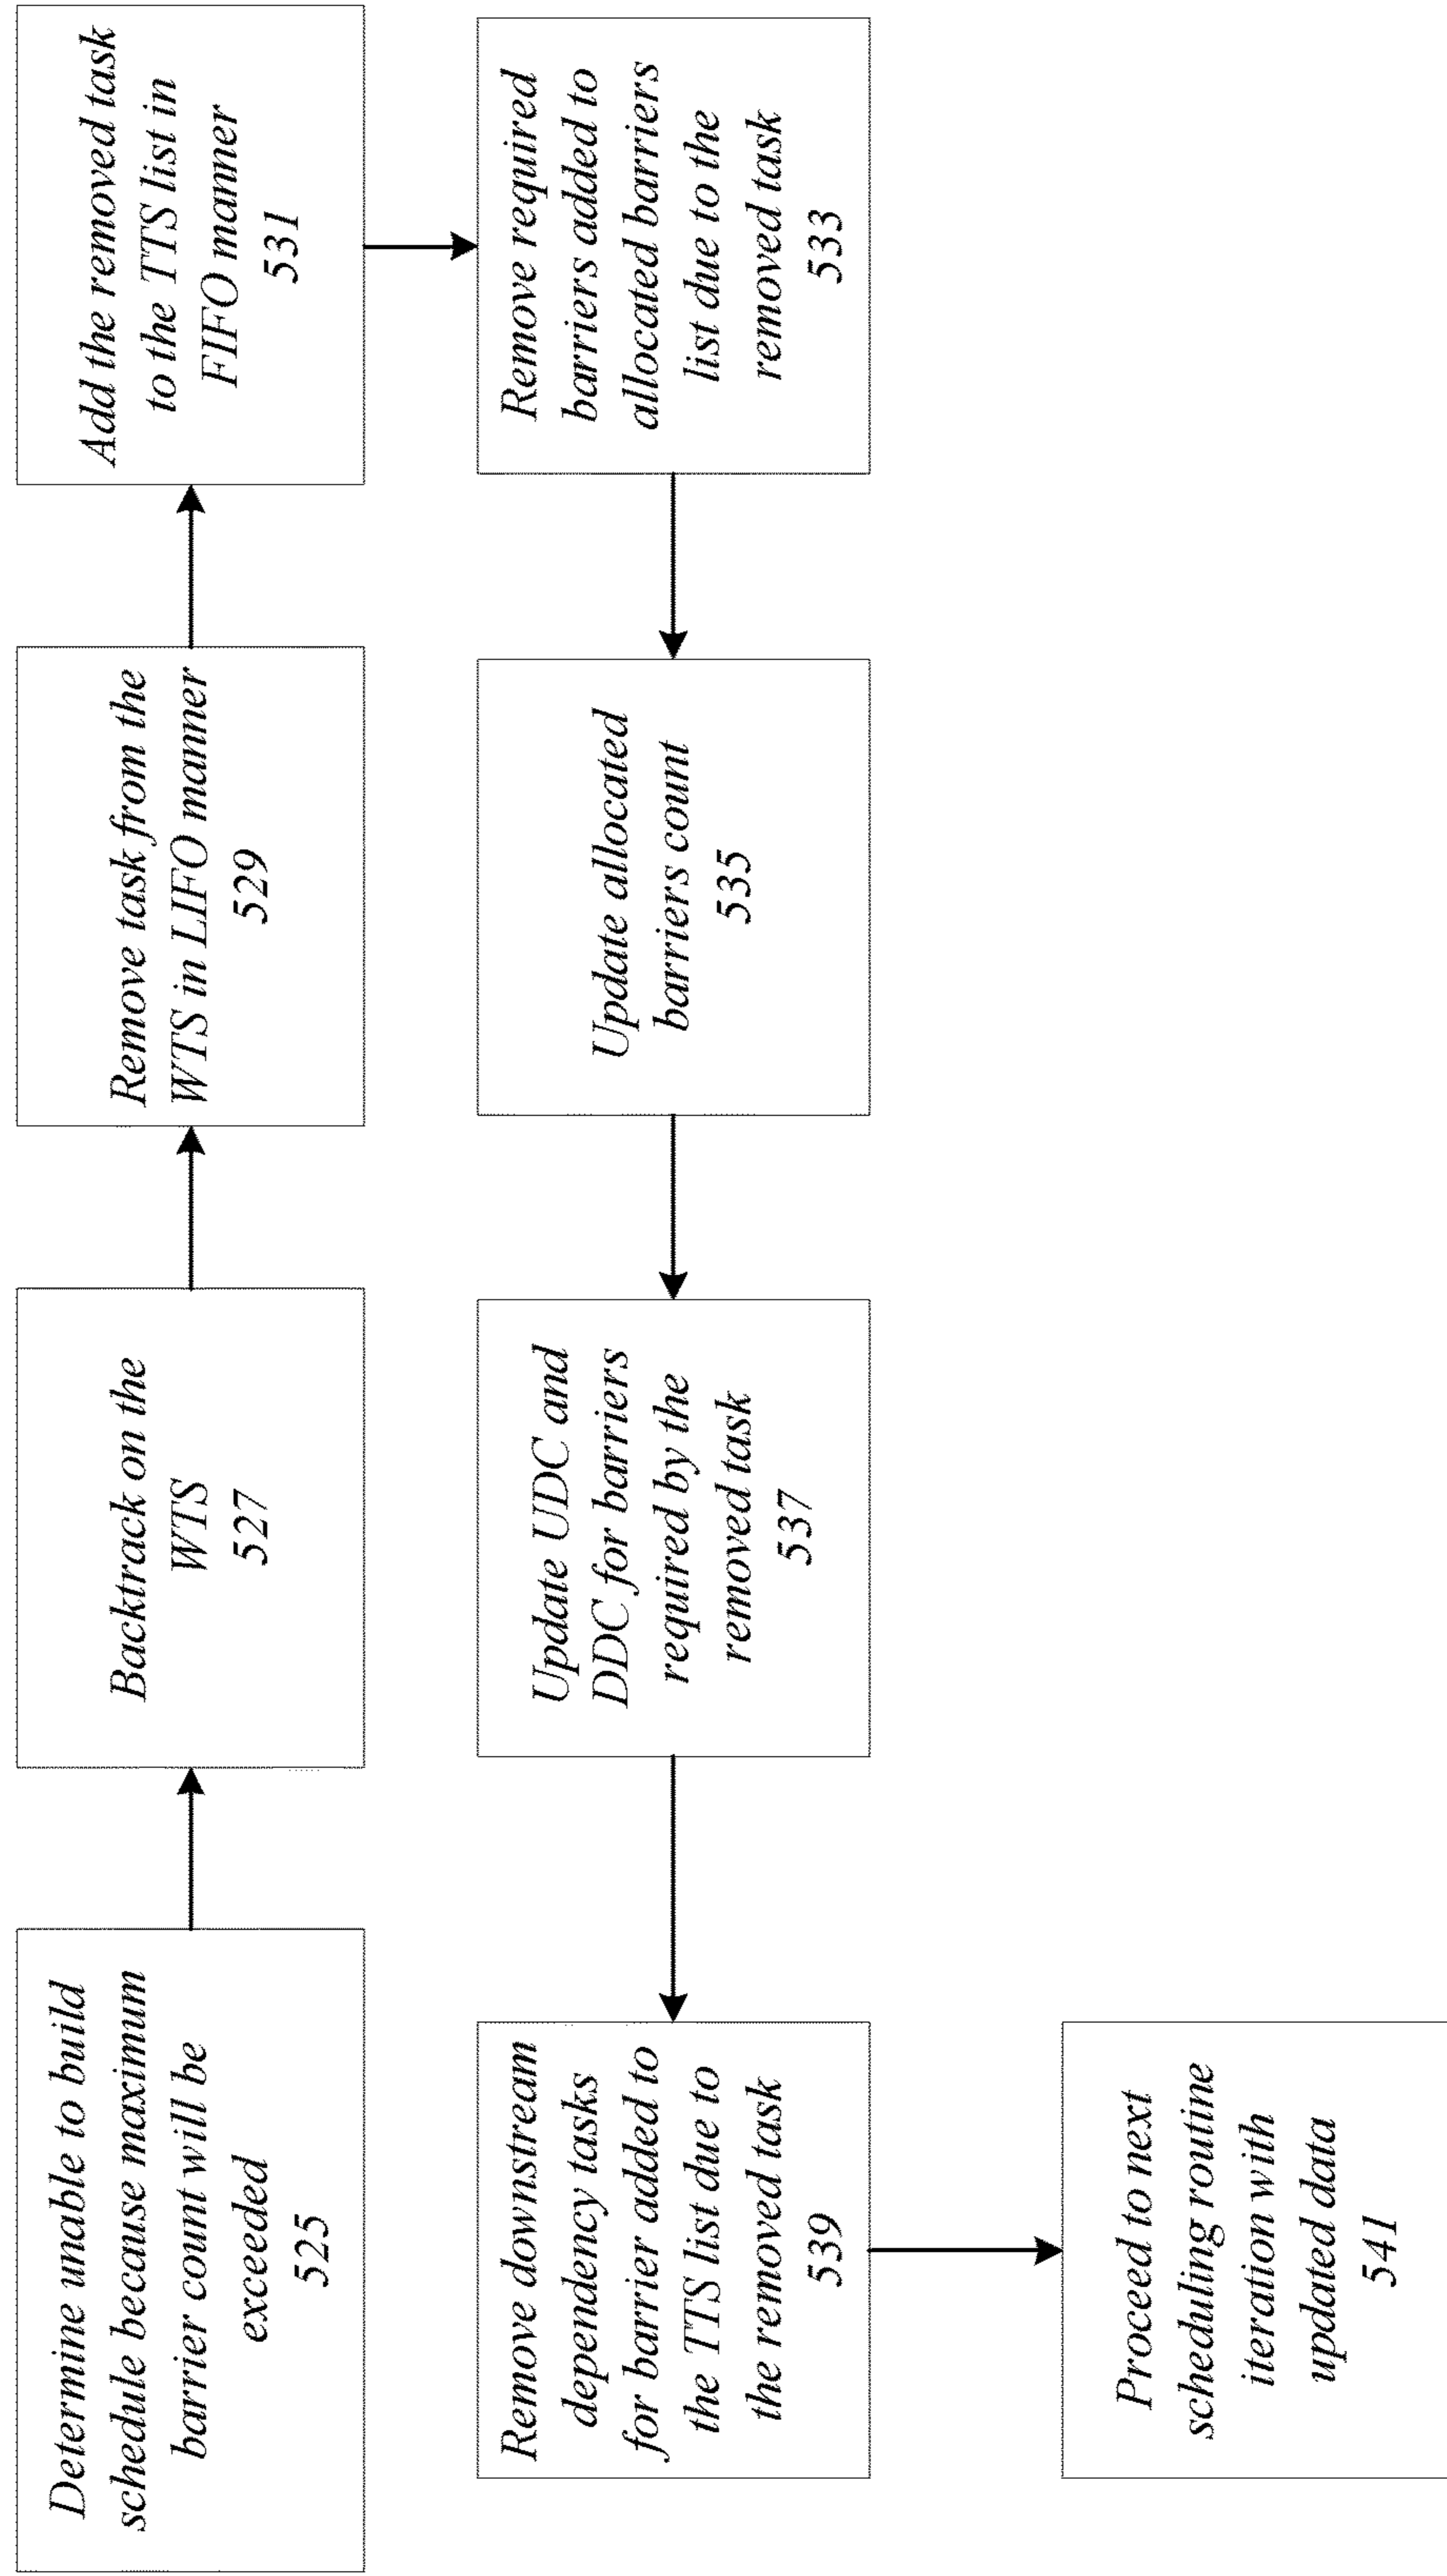 Determine unable to build
schedule because maximum
barrier count will be
exceeded
525
Backtrack on the
WTS
527
Remove task from the
WTS in LIFO manner
529
Add the removed task
to the TTS list in
FIFO manner
531
Remove required
barriers added to
allocated barriers
list due to the
removed task
533
Update allocated
barriers count
535
Update UDC and
DDC for barriers
required by the
removed task
537
Remove downstream
dependency tasks
for barrier added to
the TTS list due to
the removed task
539
Proceed to next
scheduling routine
iteration with
updated data
541